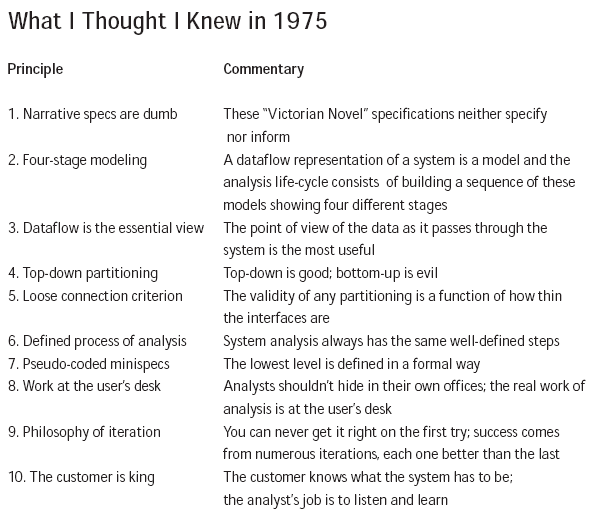 What I Thought I Knew in 1975
Principle Commentary
1. Narrative specs are dumb These “Victorian Novel” specifications neither specify
nor inform
2. Four-stage modeling A dataflow representation of a system is a model and the
analysis life-cycle consists of building a sequence of these
models showing four different stages
3. Dataflow is the essential view The point of view of the data as it passes through the
system is the most useful
4. Top-down partitioning Top-down is good; bottom-up is evil
5. Loose connection criterion The validity of any partitioning is a function of how thin
the interfaces are
6. Defined process of analysis System analysis always has the same well-defined steps
7. Pseudo-coded minispecs The lowest level is defined in a formal way
8. Work at the user’s desk Analysts shouldn’t hide in their own offices; the real work of
analysis is at the user’s desk
9. Philosophy of iteration You can never get it right on the first try; success comes
from numerous iterations, each one better than the last
10. The customer is king The customer knows what the system has to be;
the analyst’s job is to listen and learn